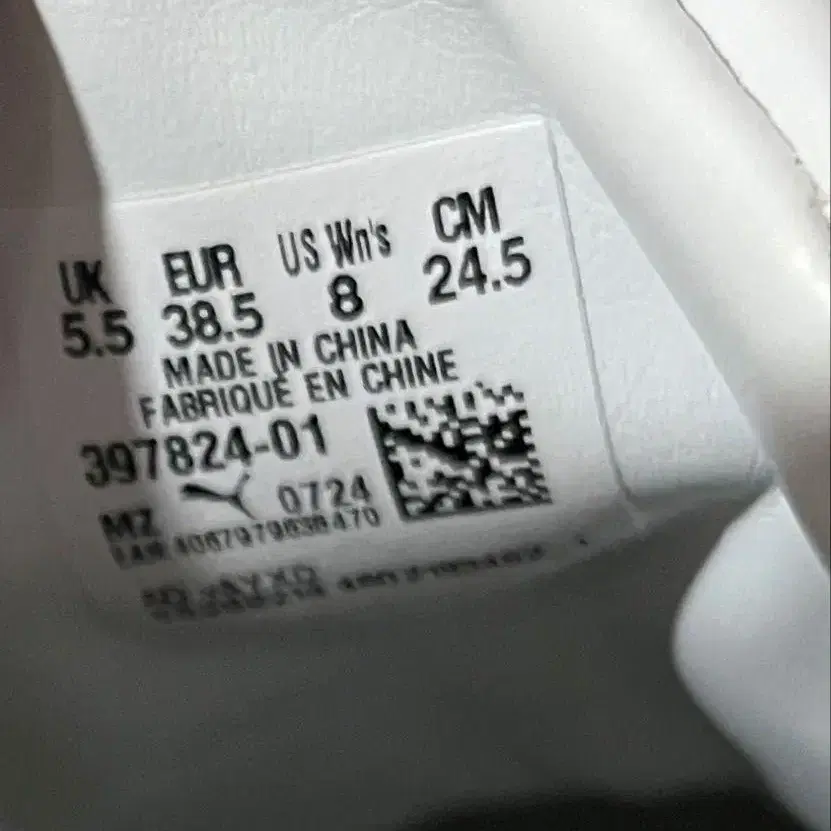 UK EUR US Wn's CM
5.5 38.5 8 24.5
MADE IN CHINA
FABRIQUÉ EN CHINE
397824-01
MZ 0724